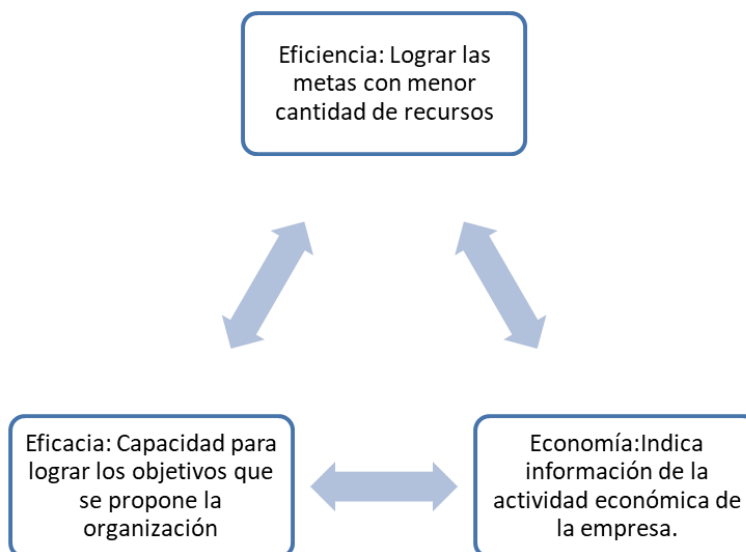 Eficiencia: Lograr las
metas con menor
cantidad de recursos
Eficacia: Capacidad para
lograr los objetivos que
se propone la
organización
Economía:Indica
información de la
actividad económica de
la empresa.